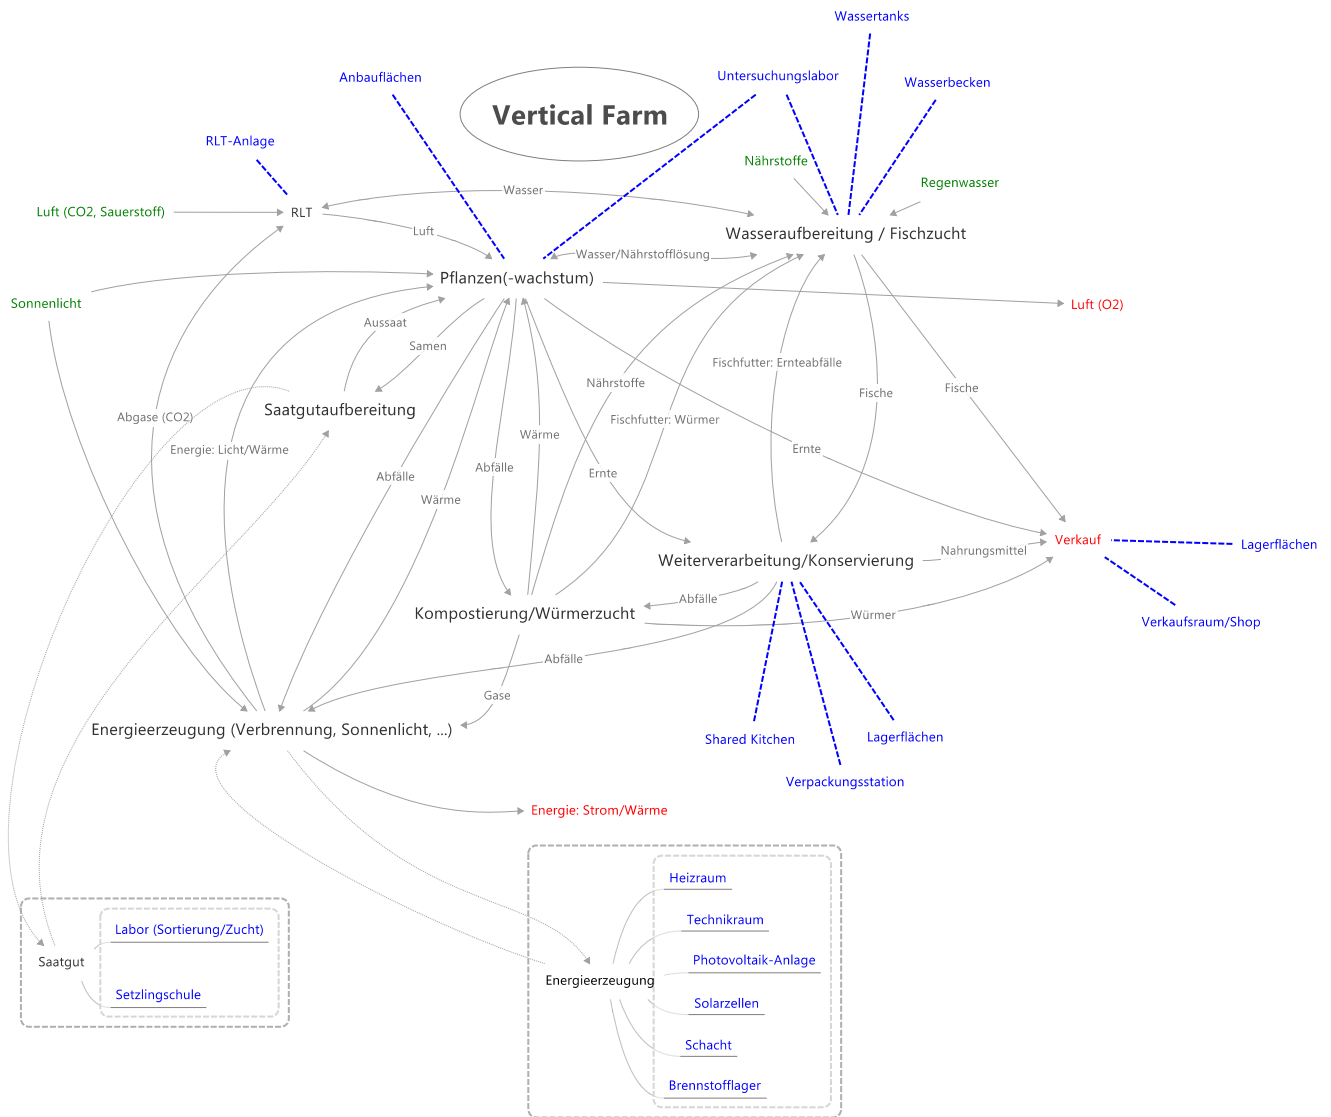 Wassertanks
Anbauflächen
Untersuchungslabor
Wasserbecken
Vertical Farm
RLT-Anlage
Nährstoffe
Regenwasser
Wasser
Luft (CO2, Sauerstoff)
RLT
Luft
Wasseraufbereitung / Fischzucht
Wasser/Nährstofflösung
Pflanzen(-wachstum)
Sonnenlicht
Luft (O2)
Aussaat
Samen
Fischfutter: Ernteabfälle
Nährstoffe
Fische
Fische
Saatgutaufbereitung
Abgase (CO2)
Fischfutter: Würmer
Wärme
Energie: Licht/Wärme
Ernte
Abfälle
Abfälle
Ernte
Wärme
Verkauf
Lagerflächen
Nahrungsmittel
Weiterverarbeitung/Konservierung
Abfälle
Kompostierung/Würmerzucht
Würmer
Verkaufsraum/Shop
Abfälle
Gase
Energieerzeugung (Verbrennung, Sonnenlicht, ...)
Shared Kitchen
Lagerflächen
Verpackungsstation
Energie: Strom/Wärme
Heizraum
Technikraum
Photovoltaik-Anlage
Energieerzeugung
Solarzellen
Schacht
Brennstofflager
Labor (Sortierung/Zucht)
Saatgut
Setzlingschule